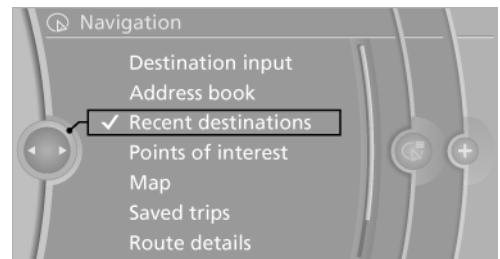 Navigation
Destination input
Address book
Recent destinations
Points of interest
Map
Saved trips
Route details